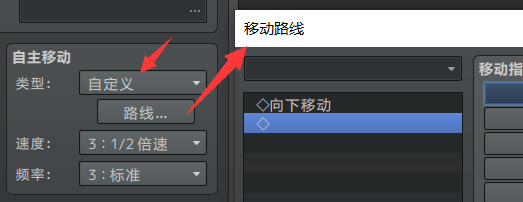 ...
自主移动
类型:
自定义
路线...
速度:
3:1/2倍速
频率:
3:标准
移动路线
◇向下移动
◇
移动指